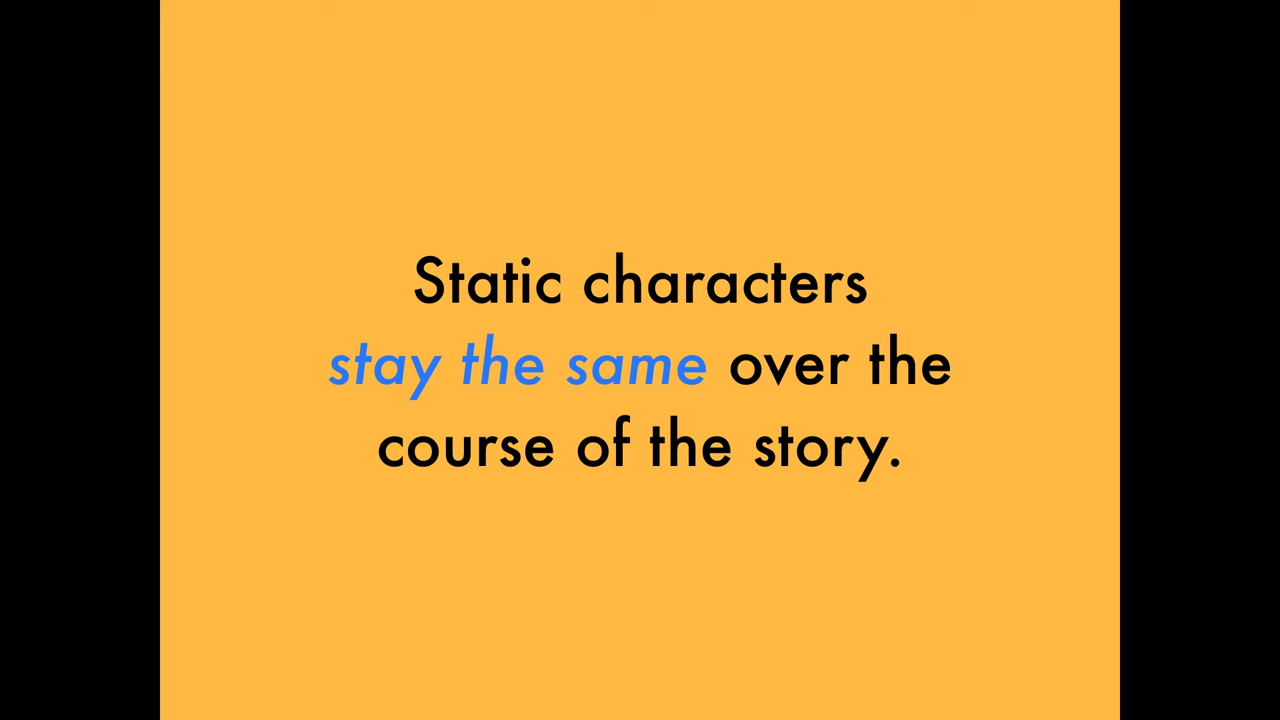 Static characters
stay the same over the
course of the story.